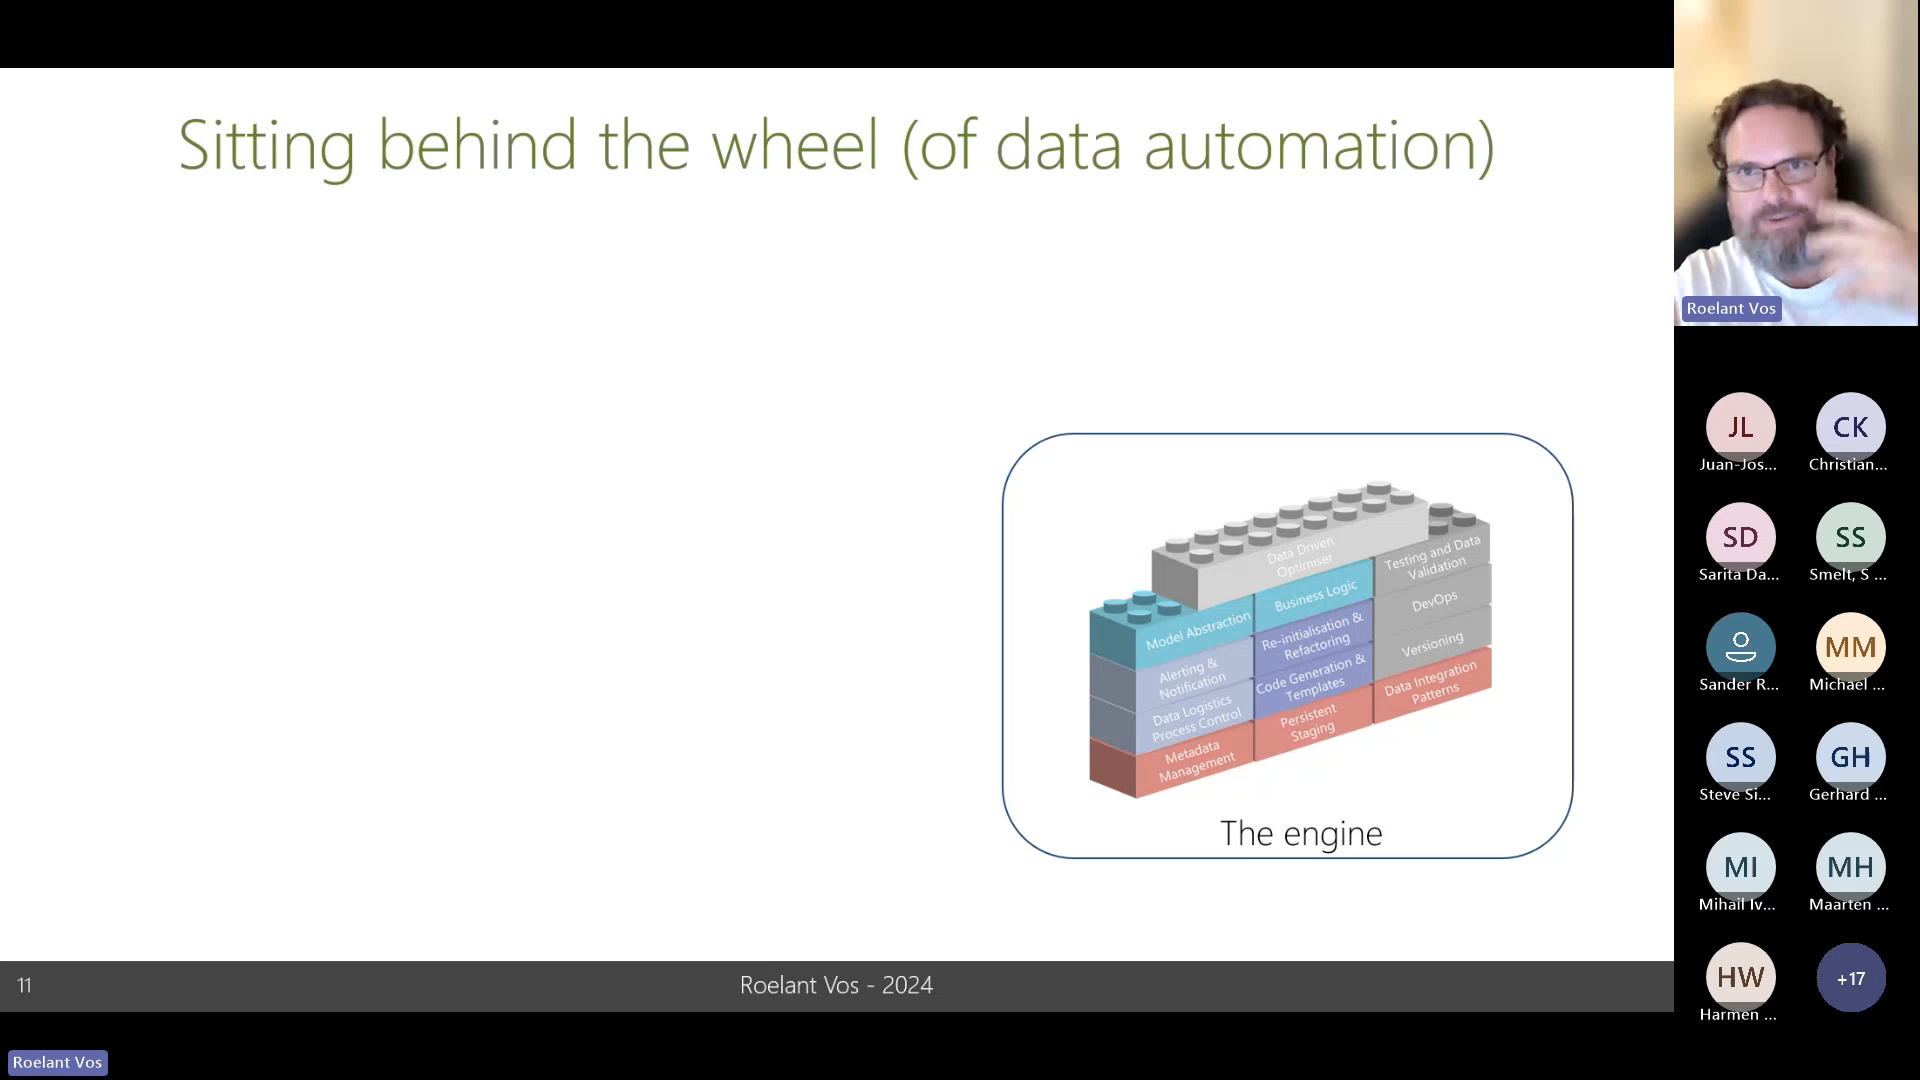 Sitting behind the wheel (of data automation)
Data Driven
Optimiser
Testing and Data
Validation
Business Logic
DevOps
Model Abstraction
Re-initialisation &
Refactoring
Versioning
Alerting &
Notification
Code Generation &
Templates
Data Integration
Patterns
Data Logistics
Process Control
Persistent
Staging
Metadata
Management
The engine
11
Roelant Vos - 2024
Roelant Vos
Roelant Vos
JL
Juan-Jos...
CK
Christian...
SD
Sarita Da...
SS
Smelt, S ...
Sander R...
MM
Michael ...
SS
Steve Si...
GH
Gerhard ...
MI
Mihail Iv...
MH
Maarten ...
HW
Harmen ...
+17